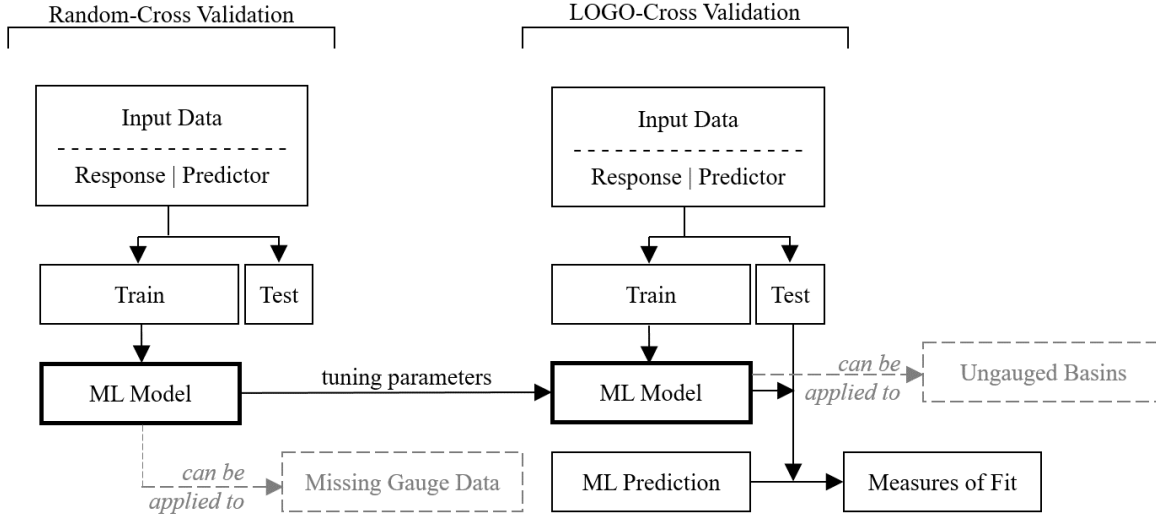 Random-Cross Validation
LOGO-Cross Validation
Input Data
Response | Predictor
Input Data
Response | Predictor
Train
Test
Train
Test
ML Model
tuning parameters
ML Model
can be
applied to
Ungauged Basins
can be
applied to
Missing Gauge Data
ML Prediction
Measures of Fit